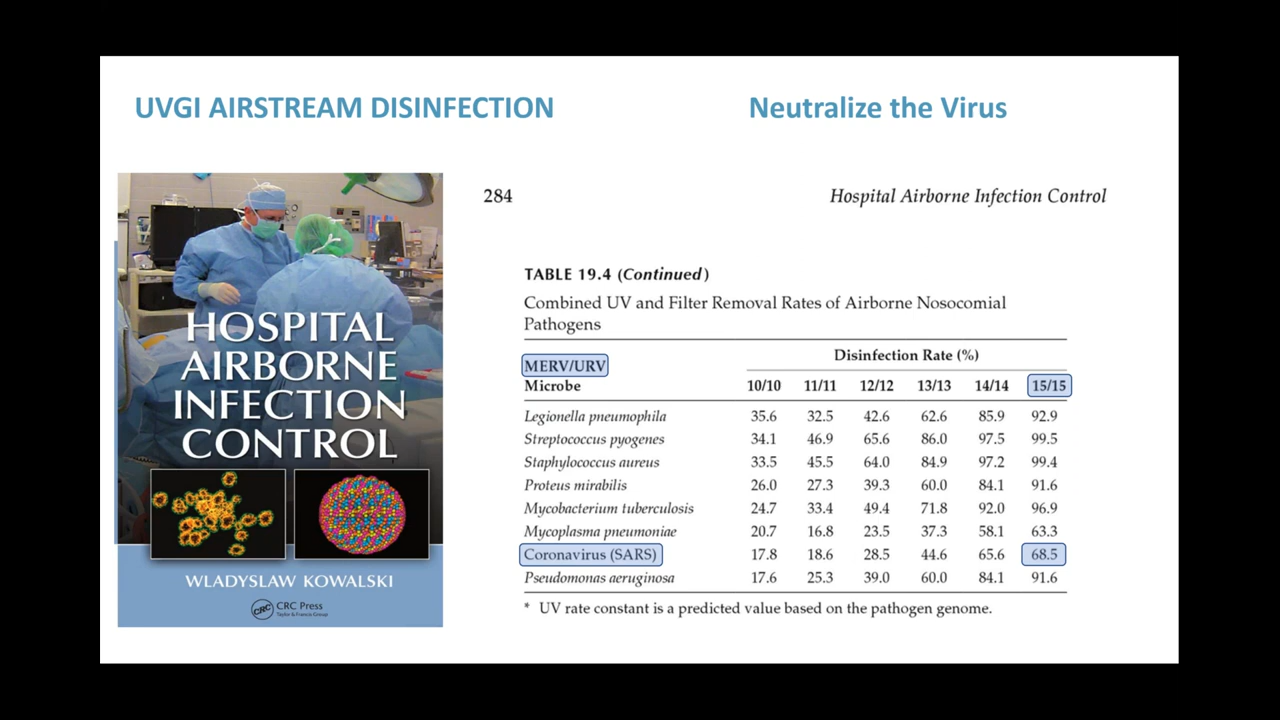 UVGI AIRSTREAM DISINFECTION
Neutralize the Virus
HOSPITAL
AIRBORNE
INFECTION
CONTROL
WLADYSLAW KOWALSKI
CRC CRC Press
Taylor & Francis Group
284 Hospital Airborne Infection Control
TABLE 19.4 (Continued)
Combined UV and Filter Removal Rates of Airborne Nosocomial
Pathogens
MERV/URV Disinfection Rate (%)
Microbe 10/10 11/11 12/12 13/13 14/14 15/15
Legionella pneumophila 35.6 32.5 42.6 62.6 85.9 92.9
Streptococcus pyogenes 34.1 46.9 65.6 86.0 97.5 99.5
Staphylococcus aureus 33.5 45.5 64.0 84.9 97.2 99.4
Proteus mirabilis 26.0 27.3 39.3 60.0 84.1 91.6
Mycobacterium tuberculosis 24.7 33.4 49.4 71.8 92.0 96.9
Mycoplasma pneumoniae 20.7 16.8 23.5 37.3 58.1 63.3
Coronavirus (SARS) 17.8 18.6 28.5 44.6 65.6 68.5
Pseudomonas aeruginosa 17.6 25.3 39.0 60.0 84.1 91.6
* UV rate constant is a predicted value based on the pathogen genome.